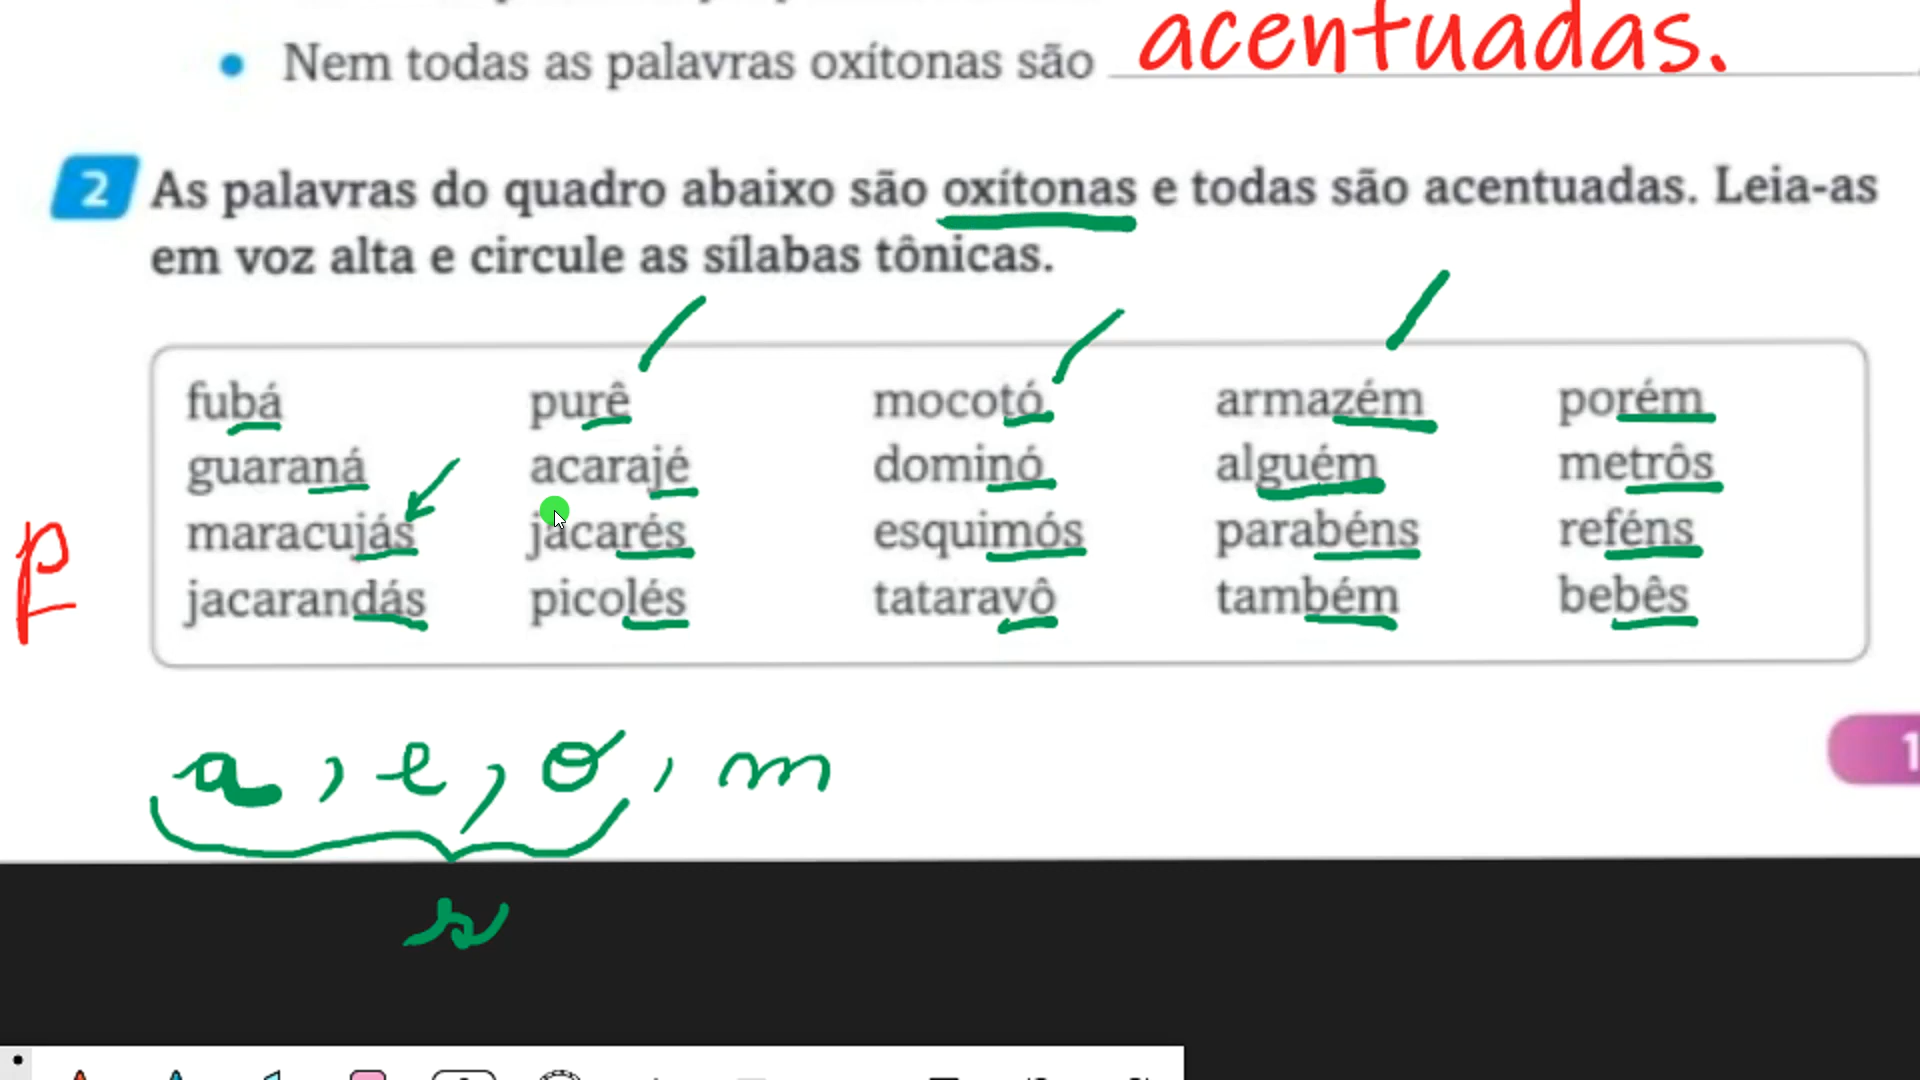 Nem todas as palavras oxítonas são acentuadas.
2 As palavras do quadro abaixo são oxítonas e todas são acentuadas. Leia-as
em voz alta e circule as sílabas tônicas.
fubá purê mocotó armazém porém
guaraná acarajé dominó alguém metrôs
maracujás jacarés esquimós parabéns reféns
jacarandás picolés tataravô também bebês
a, e, o, m
s